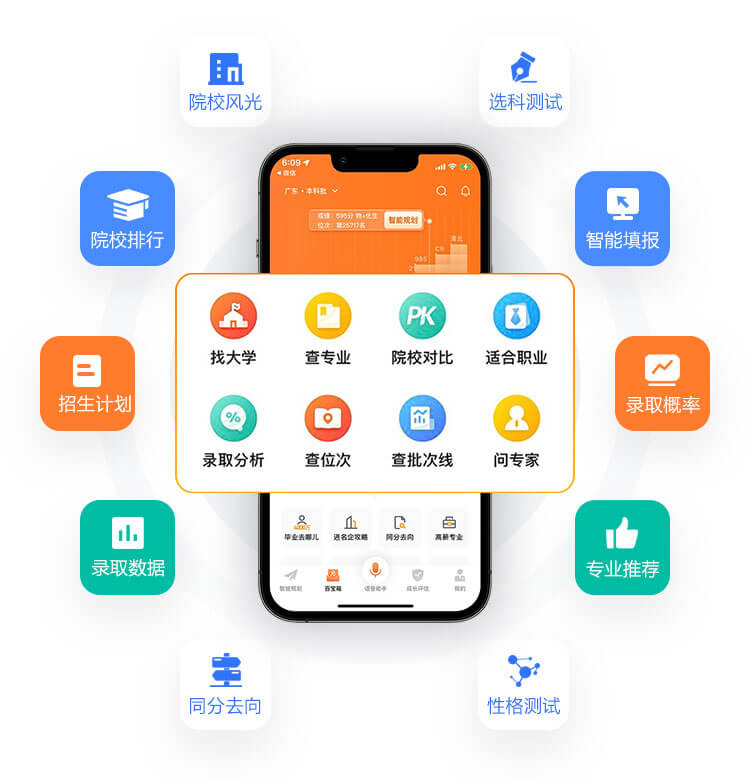 院校风光
选科测试
院校排行
智能填报
招生计划
录取概率
录取数据
专业推荐
同分去向
性格测试
6:09
微信
广东·本科批
成绩：595分 物+化生
位次：第25717名
智能规划
985
C9
清北
找大学
查专业
PK
院校对比
适合职业
%
录取分析
查位次
查批次线
问专家
毕业去哪儿
进名企攻略
同分去向
高薪专业
智能规划
百宝箱
语音助手
成长评估
我的